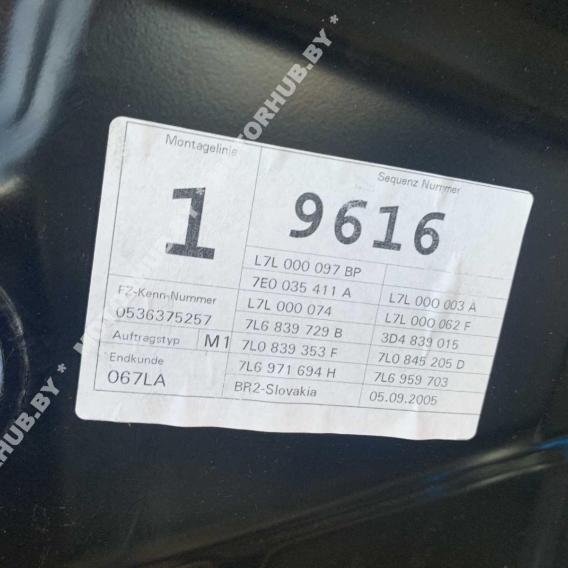 MOTORHUB.BY *
Montagelinie
1
Sequenz Nummer
9616
FZ-Kenn-Nummer
0536375257
Auftragstyp M1
Endkunde
067LA
L7L 000 097 BP
7E0 035 411 A L7L 000 003 A
L7L 000 074 L7L 000 062 F
7L6 839 729 B 3D4 839 015
7L0 839 353 F 7L0 845 205 D
7L6 971 694 H 7L6 959 703
BR2-Slovakia 05.09.2005